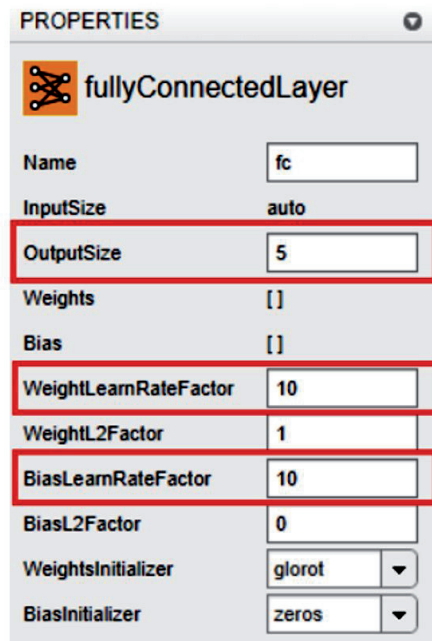 PROPERTIES
fullyConnectedLayer
Name fc
InputSize auto
OutputSize 5
Weights [ ]
Bias [ ]
WeightLearnRateFactor 10
WeightL2Factor 1
BiasLearnRateFactor 10
BiasL2Factor 0
WeightsInitializer glorot
BiasInitializer zeros